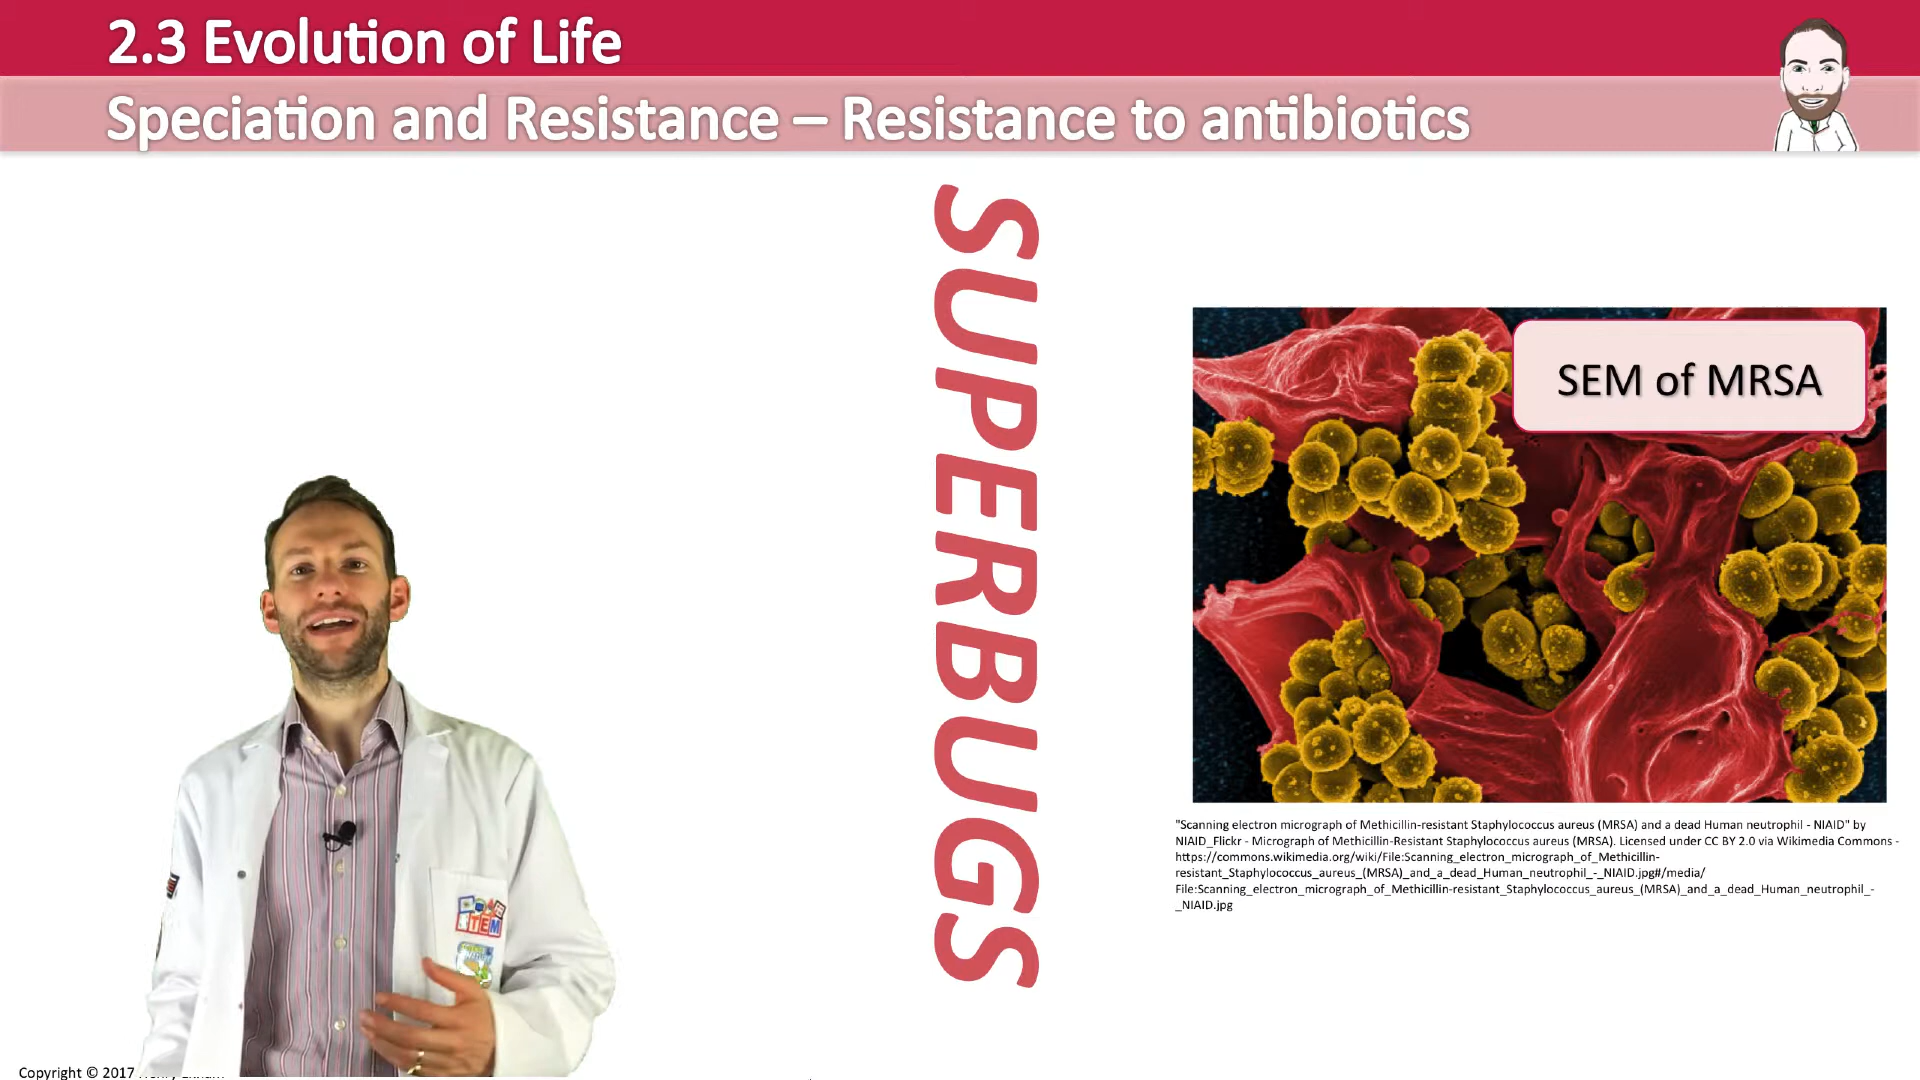 2.3 Evolution of Life
Speciation and Resistance – Resistance to antibiotics
SUPERBUGS
SEM of MRSA
"Scanning electron micrograph of Methicillin-resistant Staphylococcus aureus (MRSA) and a dead Human neutrophil - NIAID" by
NIAID_Flickr - Micrograph of Methicillin-Resistant Staphylococcus aureus (MRSA). Licensed under CC BY 2.0 via Wikimedia Commons -
https://commons.wikimedia.org/wiki/File:Scanning_electron_micrograph_of_Methicillin-
resistant_Staphylococcus_aureus_(MRSA)_and_a_dead_Human_neutrophil_-_NIAID.jpg#/media/
File:Scanning_electron_micrograph_of_Methicillin-resistant_Staphylococcus_aureus_(MRSA)_and_a_dead_Human_neutrophil_-
_NIAID.jpg
STEM
Copyright © 2017